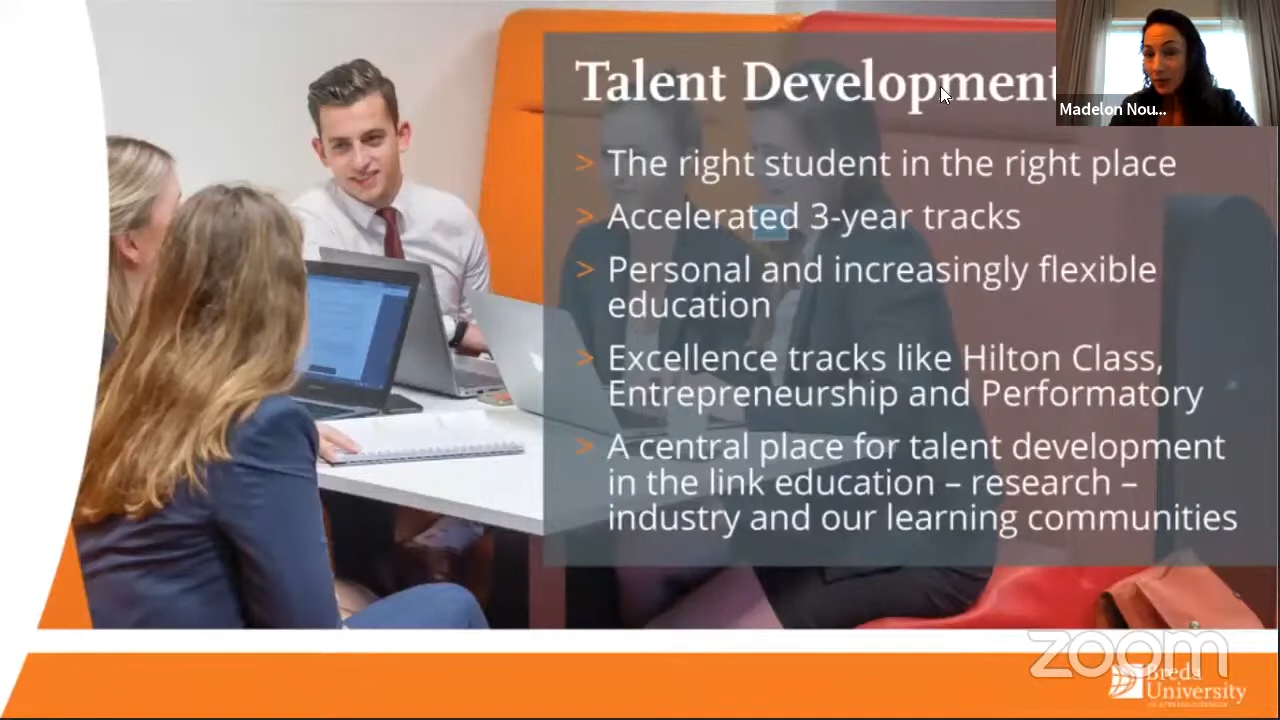 Talent Development
Madelon Nou...
> The right student in the right place
> Accelerated 3-year tracks
> Personal and increasingly flexible
education
> Excellence tracks like Hilton Class,
Entrepreneurship and Performatory
> A central place for talent development
in the link education – research –
industry and our learning communities
zoom
Breda
University